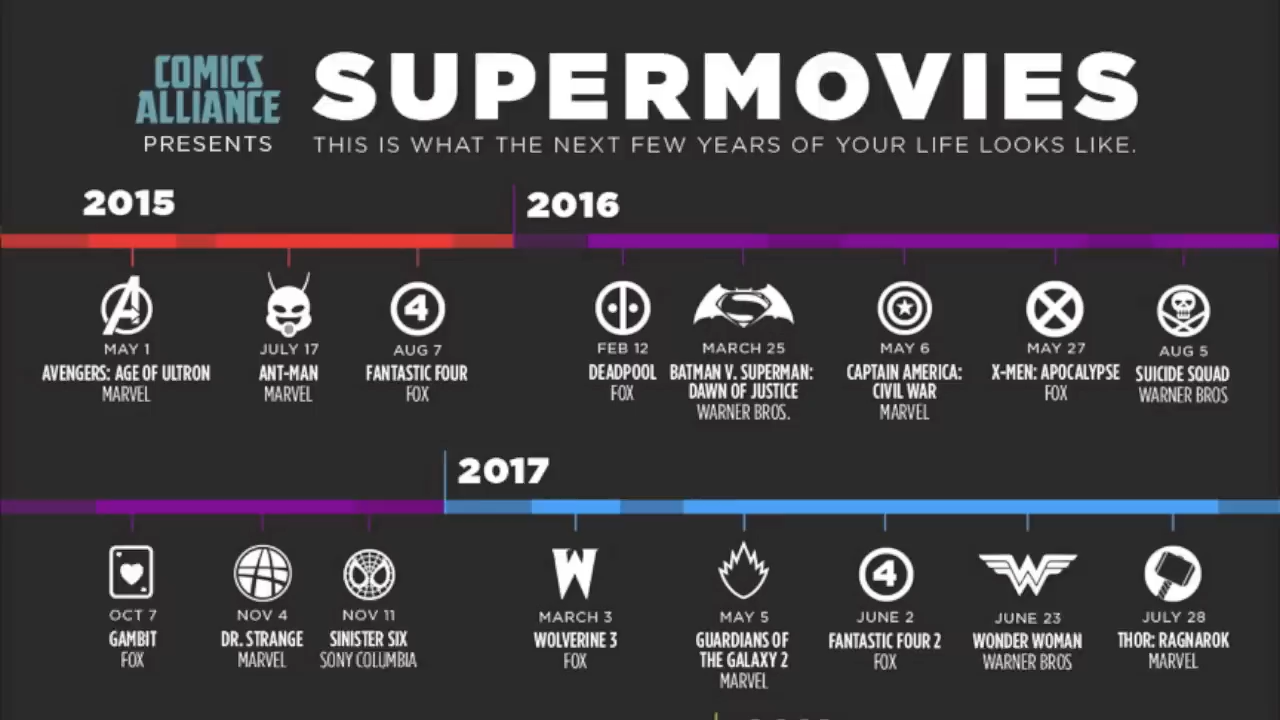 COMICS
ALLIANCE
PRESENTS
SUPERMOVIES
THIS IS WHAT THE NEXT FEW YEARS OF YOUR LIFE LOOKS LIKE.
2015
2016
MAY 1
AVENGERS: AGE OF ULTRON
MARVEL
JULY 17
ANT-MAN
MARVEL
4
AUG 7
FANTASTIC FOUR
FOX
FEB 12
DEADPOOL
FOX
MARCH 25
BATMAN V. SUPERMAN:
DAWN OF JUSTICE
WARNER BROS.
MAY 6
CAPTAIN AMERICA:
CIVIL WAR
MARVEL
MAY 27
X-MEN: APOCALYPSE
FOX
AUG 5
SUICIDE SQUAD
WARNER BROS
2017
OCT 7
GAMBIT
FOX
NOV 4
DR. STRANGE
MARVEL
NOV 11
SINISTER SIX
SONY COLUMBIA
W
MARCH 3
WOLVERINE 3
FOX
MAY 5
GUARDIANS OF
THE GALAXY 2
MARVEL
4
JUNE 2
FANTASTIC FOUR 2
FOX
JUNE 23
WONDER WOMAN
WARNER BROS
JULY 28
THOR: RAGNAROK
MARVEL